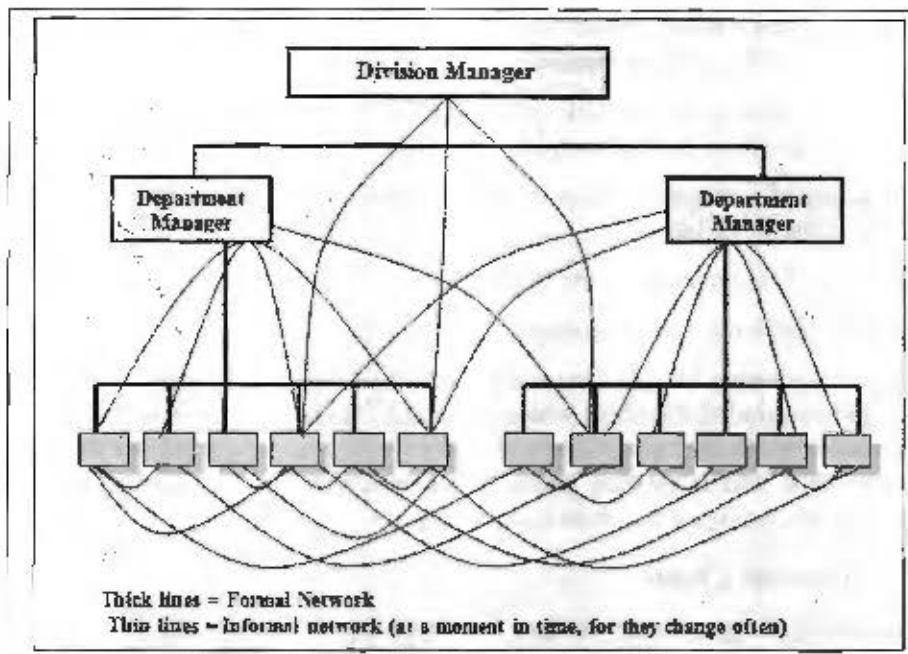 Division Manager
Department
Manager
Department
Manager
Thick lines = Formal Network
Thin lines = Informal network (at a moment in time, for they change often)